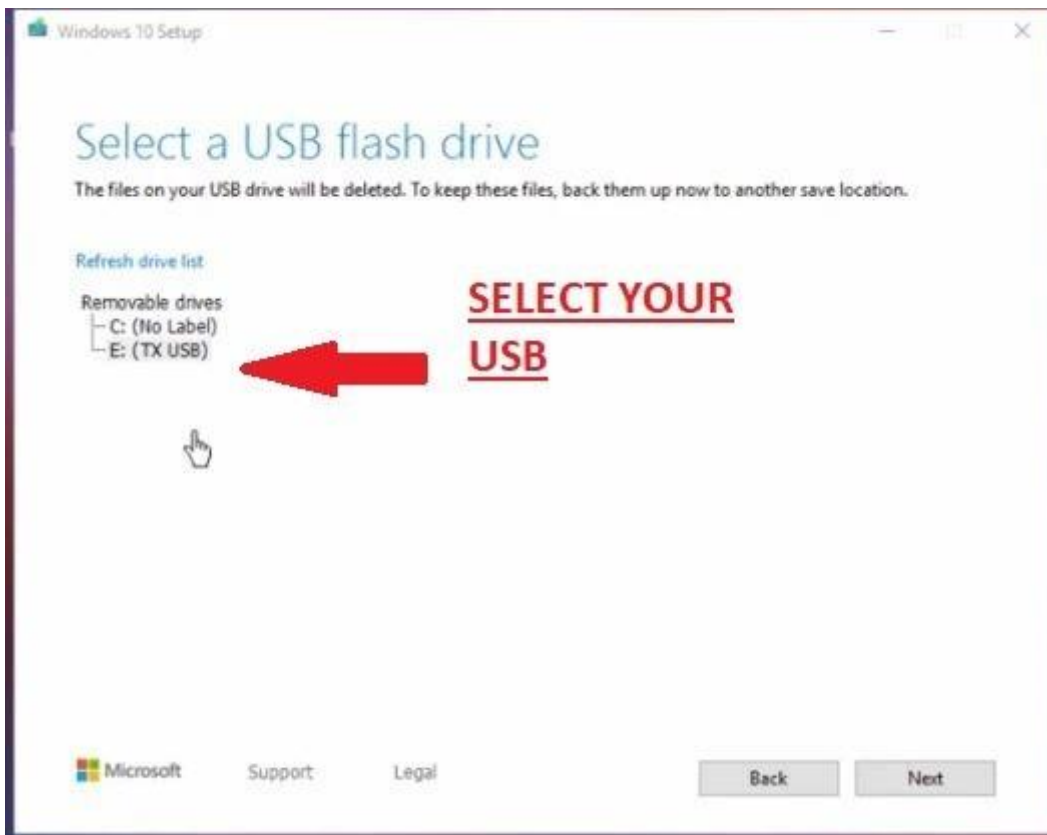 Windows 10 Setup
Select a USB flash drive
The files on your USB drive will be deleted. To keep these files, back them up now to another save location.
Refresh drive list
Removable drives
C: (No Label)
E: (TX USB)
SELECT YOUR
USB
Microsoft
Support
Legal
Back
Next